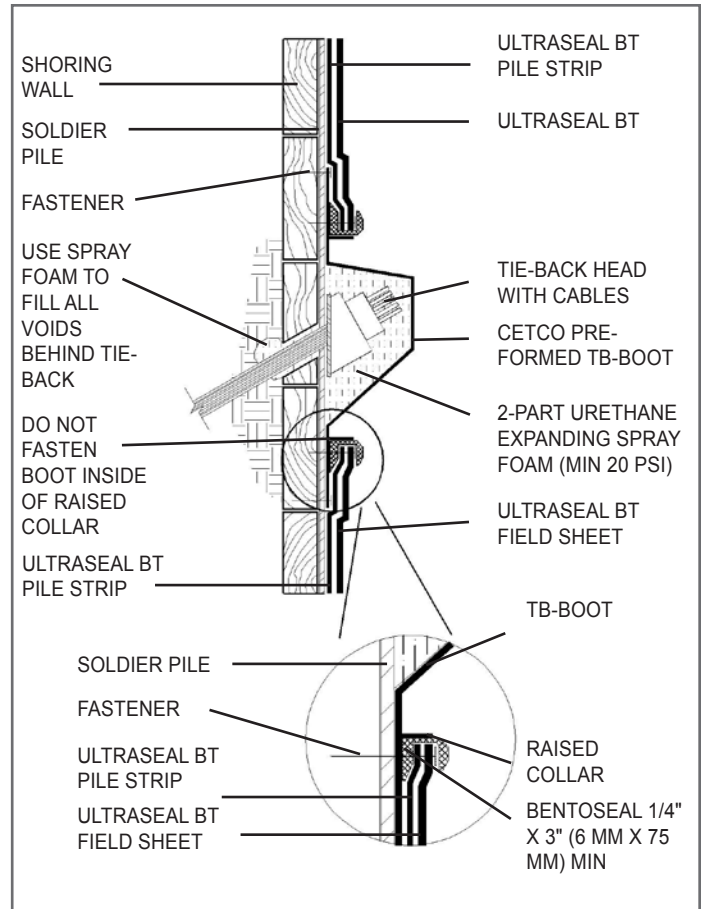 SHORING
WALL
SOLDIER
PILE
FASTENER
USE SPRAY
FOAM TO
FILL ALL
VOIDS
BEHIND TIE-
BACK
DO NOT
FASTEN
BOOT INSIDE
OF RAISED
COLLAR
ULTRASEAL BT
PILE STRIP
ULTRASEAL BT
PILE STRIP
ULTRASEAL BT
TIE-BACK HEAD
WITH CABLES
CETCO PRE-
FORMED TB-BOOT
2-PART URETHANE
EXPANDING SPRAY
FOAM (MIN 20 PSI)
ULTRASEAL BT
FIELD SHEET
TB-BOOT
SOLDIER PILE
FASTENER
ULTRASEAL BT
PILE STRIP
ULTRASEAL BT
FIELD SHEET
RAISED
COLLAR
BENTOSEAL 1/4"
X 3" (6 MM X 75
MM) MIN